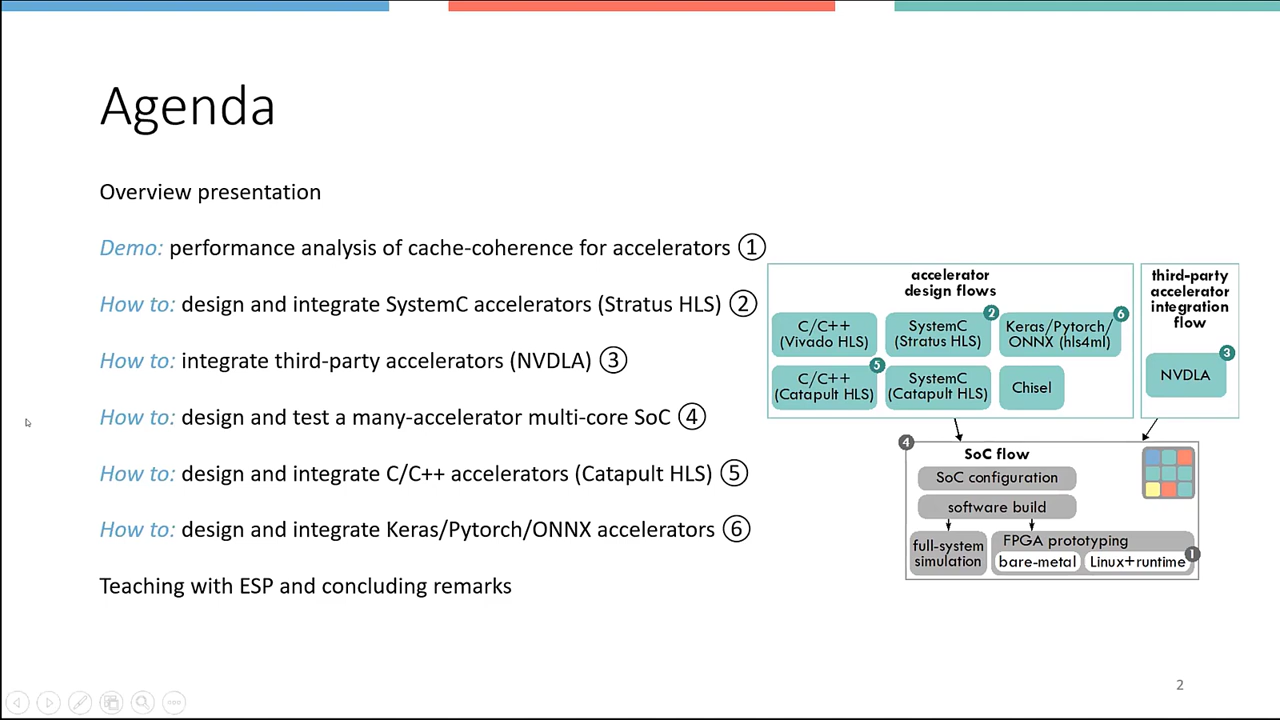 Agenda
Overview presentation
Demo: performance analysis of cache-coherence for accelerators ①
How to: design and integrate SystemC accelerators (Stratus HLS) ②
How to: integrate third-party accelerators (NVDLA) ③
How to: design and test a many-accelerator multi-core SoC ④
How to: design and integrate C/C++ accelerators (Catapult HLS) ⑤
How to: design and integrate Keras/Pytorch/ONNX accelerators ⑥
Teaching with ESP and concluding remarks
accelerator
design flows
C/C++
(Vivado HLS)
2
SystemC
(Stratus HLS)
6
Keras/Pytorch/
ONNX (hls4ml)
5
C/C++
(Catapult HLS)
SystemC
(Catapult HLS)
Chisel
third-party
accelerator
integration
flow
3
NVDLA
4
SoC flow
SoC configuration
software build
full-system
simulation
FPGA prototyping
bare-metal
Linux+runtime
1
2